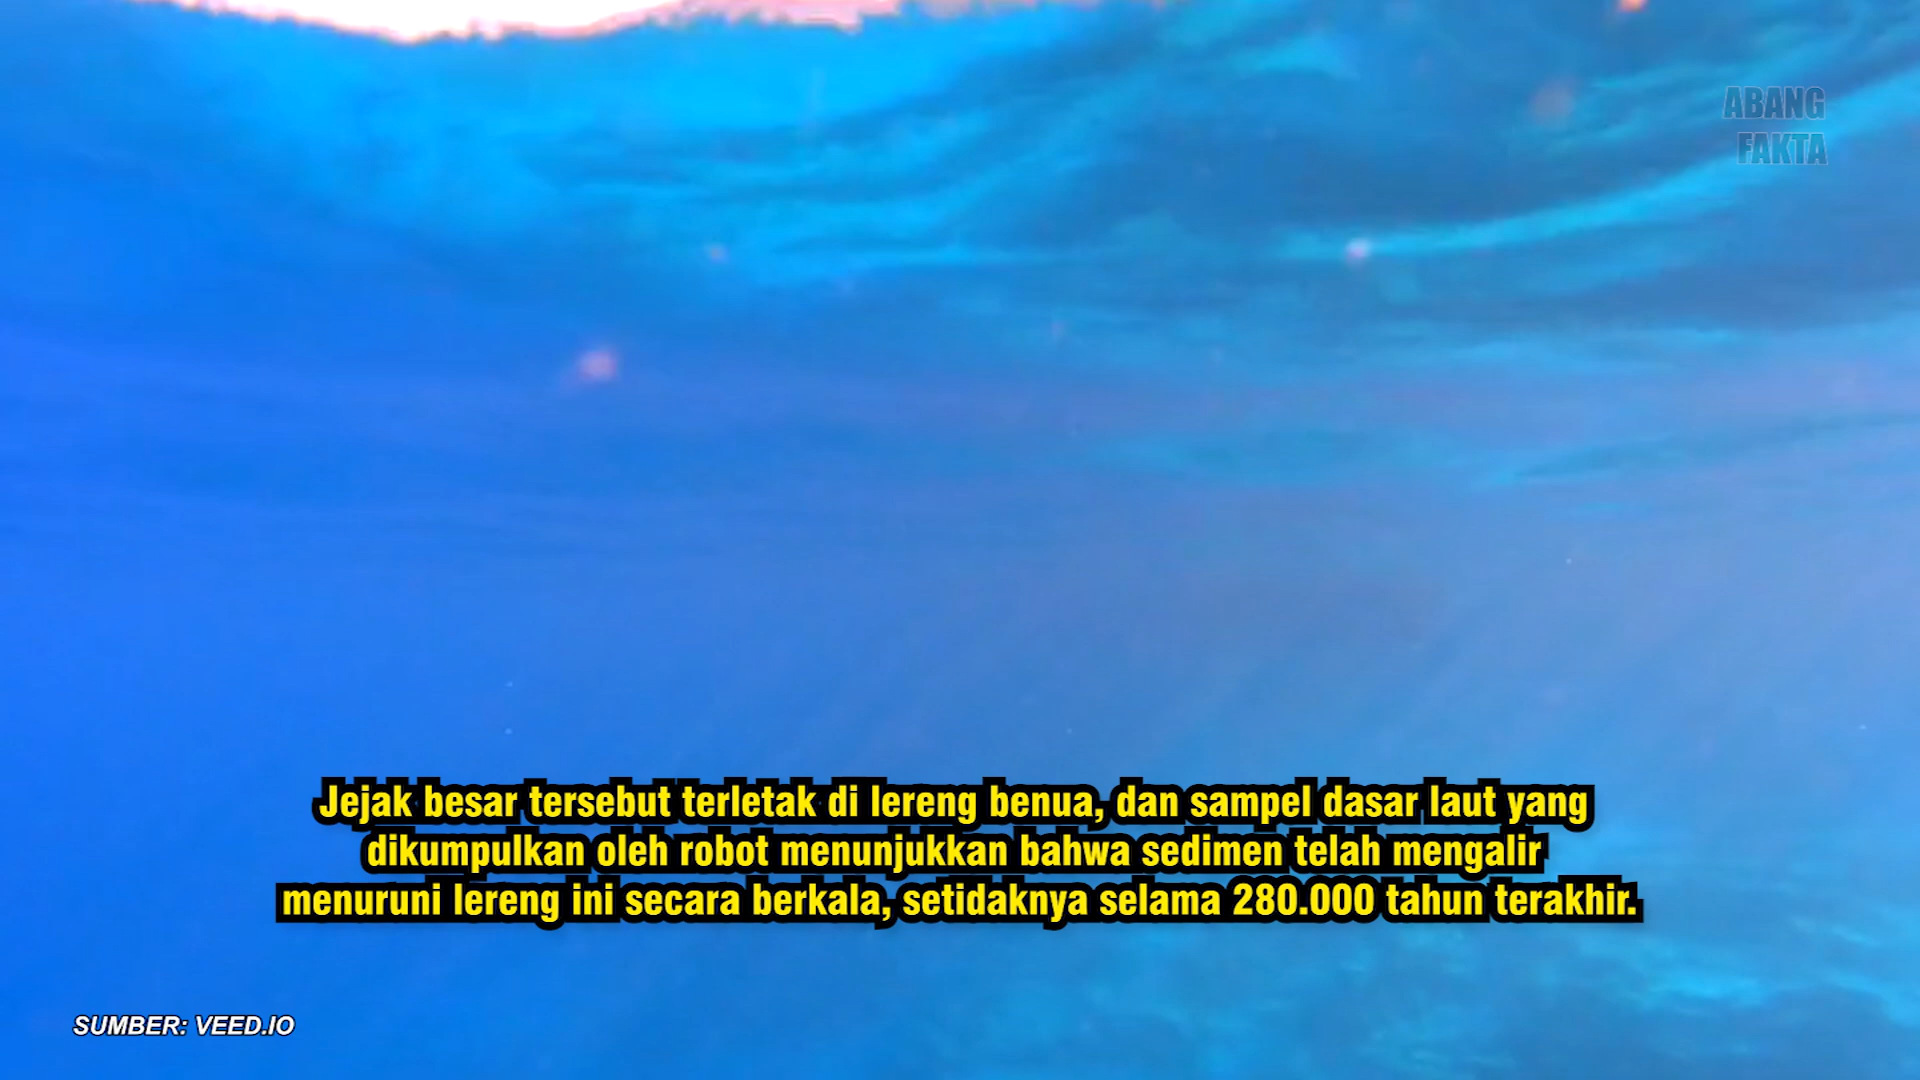 ABANG
FAKTA
Jejak besar tersebut terletak di lereng benua, dan sampel dasar laut yang
dikumpulkan oleh robot menunjukkan bahwa sedimen telah mengalir
menuruni lereng ini secara berkala, setidaknya selama 280.000 tahun terakhir.
SUMBER: VEED.IO